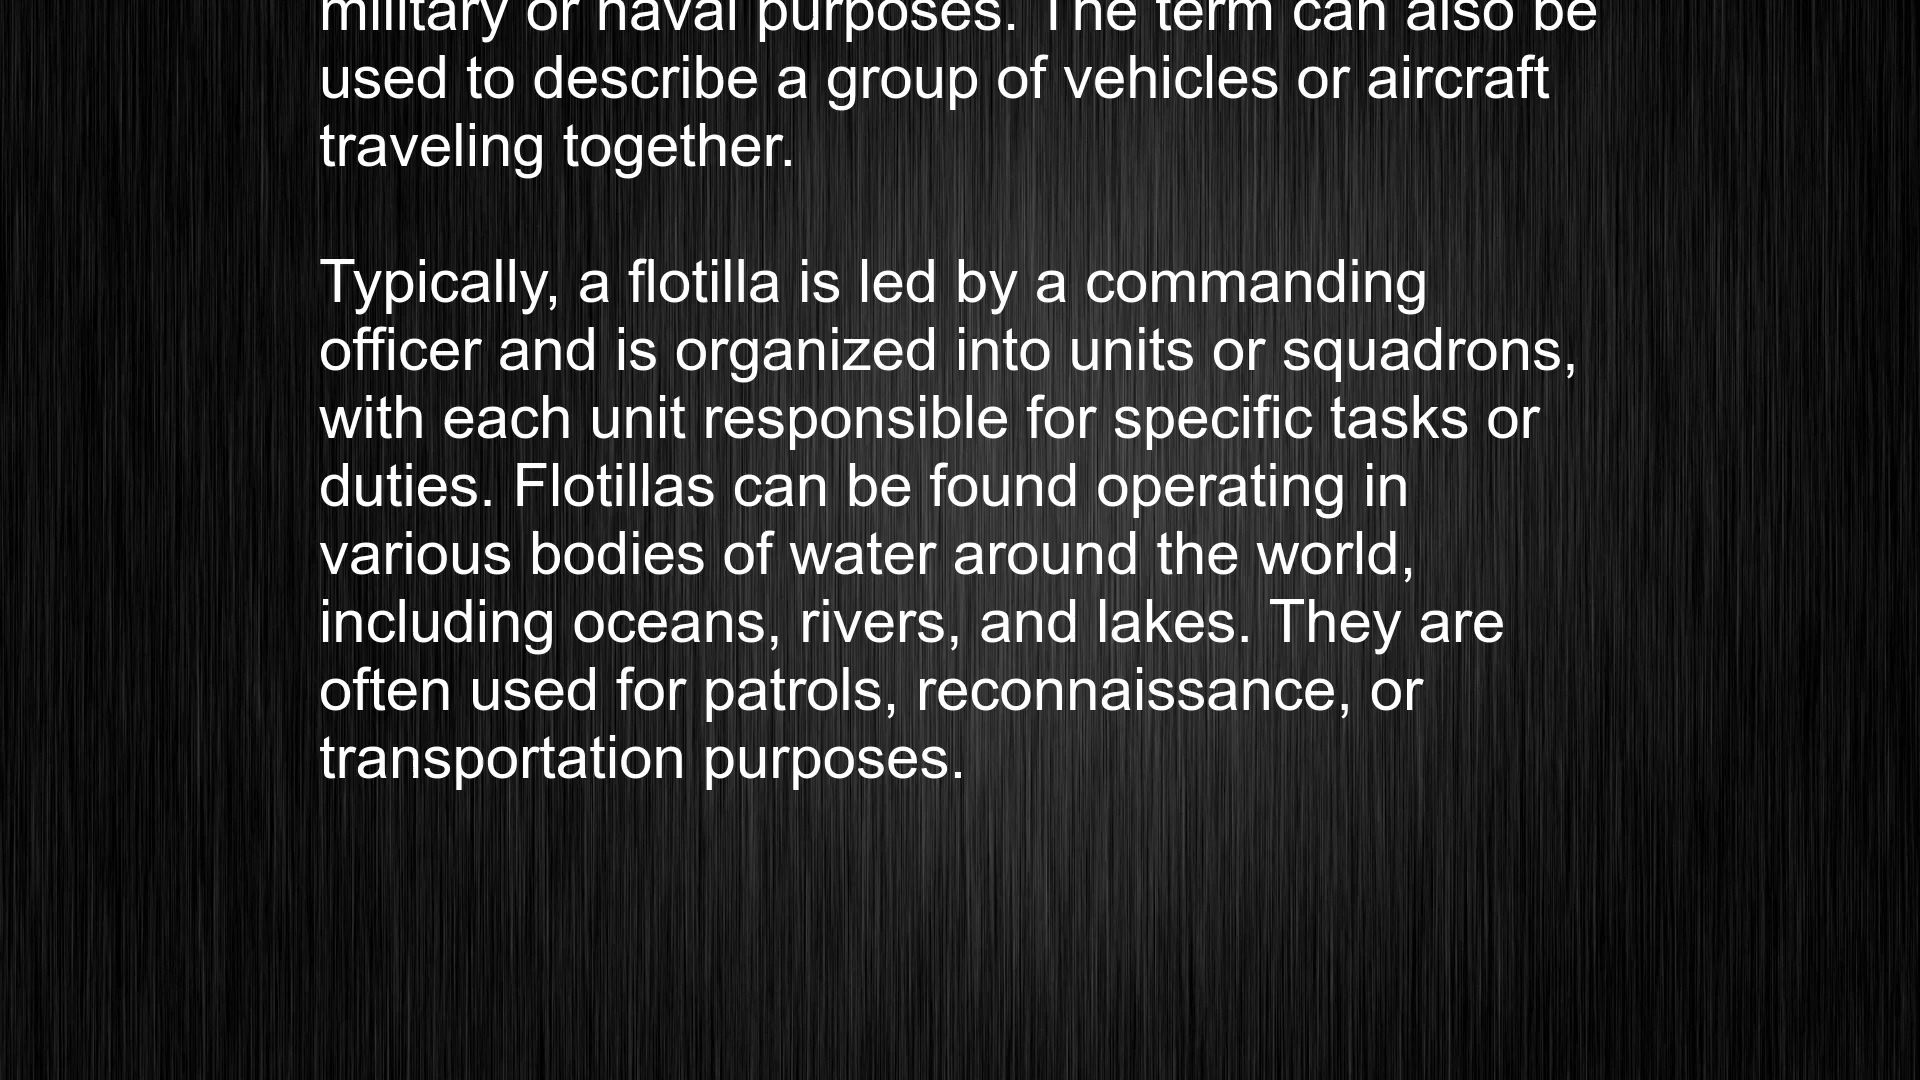 military or naval purposes. The term can also be
used to describe a group of vehicles or aircraft
traveling together.
Typically, a flotilla is led by a commanding
officer and is organized into units or squadrons,
with each unit responsible for specific tasks or
duties. Flotillas can be found operating in
various bodies of water around the world,
including oceans, rivers, and lakes. They are
often used for patrols, reconnaissance, or
transportation purposes.